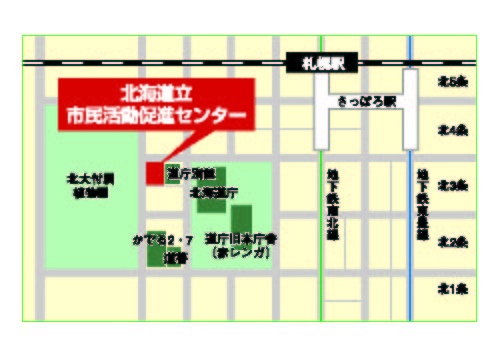 札幌駅
北海道立
市民活動促進センター
北5条
さっぽろ駅
北4条
道庁別館
北大付属
植物園
北海道庁
地下鉄南北線
地下鉄東豊線
北3条
かでる2・7
道庁旧本庁舎
(赤レンガ)
北2条
道警
北1条